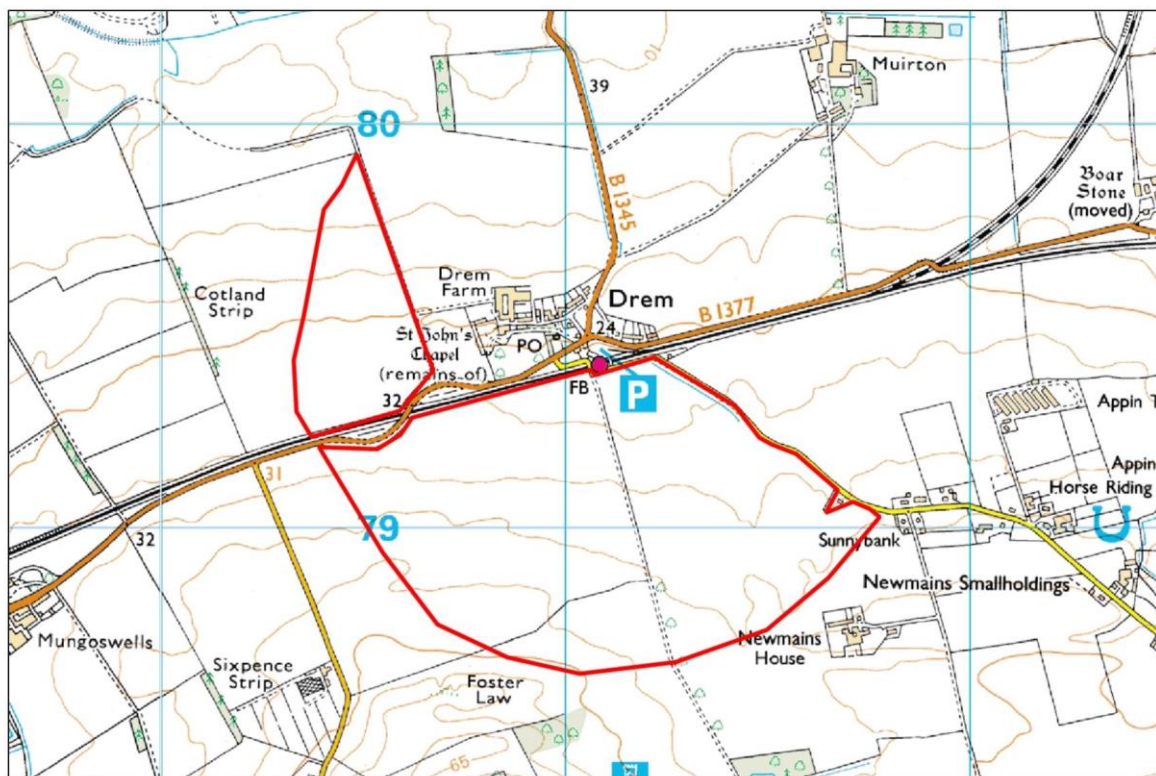 80
39
Muirton
10
B 1345
Boar
Stone
(moved)
Cotland
Strip
Drem
Farm
Drem
B 1377
24
St John's
Chapel
(remains of)
PO
32
FB
P
31
Appin T
Appin
Horse Riding
79
Sunnybank
32
Newmains Smallholdings
Mungoswells
Newmains
House
Sixpence
Strip
Foster
Law
65